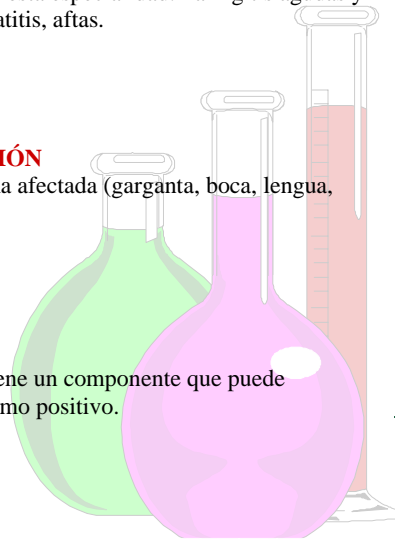 atitis, aftas.
IÓN
a afectada (garganta, boca, lengua,
ene un componente que puede
mo positivo.